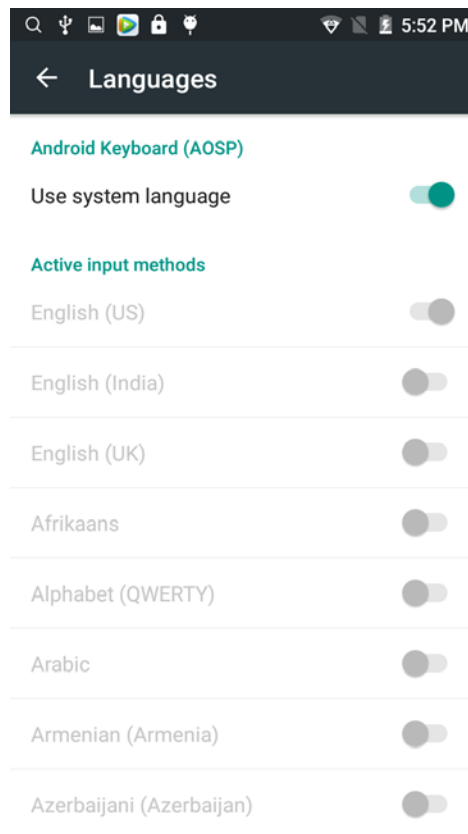 5:52 PM
Languages
Android Keyboard (AOSP)
Use system language
Active input methods
English (US)
English (India)
English (UK)
Afrikaans
Alphabet (QWERTY)
Arabic
Armenian (Armenia)
Azerbaijani (Azerbaijan)